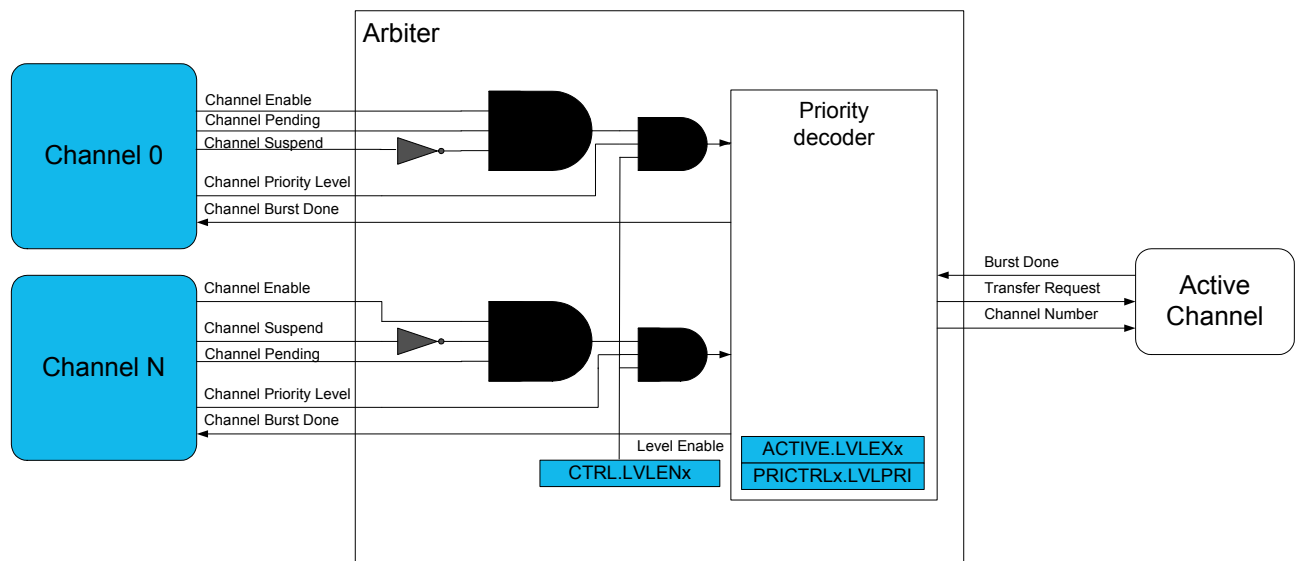 Arbiter
Channel 0
Channel Enable
Channel Pending
Channel Suspend
Channel Priority Level
Channel Burst Done
Priority
decoder
Burst Done
Transfer Request
Channel Number
Active
Channel
Channel N
Channel Enable
Channel Suspend
Channel Pending
Channel Priority Level
Channel Burst Done
Level Enable
CTRL.LVLENx
ACTIVE.LVLEXx
PRICTRLx.LVLPRI